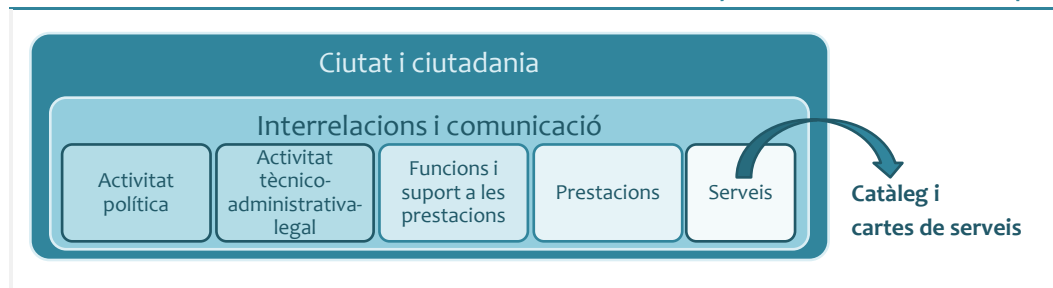 Ciutat i ciutadania
Interrelacions i comunicació
Activitat
política
Activitat
tècnico-
administrativa-
legal
Funcions i
suport a les
prestacions
Prestacions
Serveis
Catàleg i
cartes de serveis